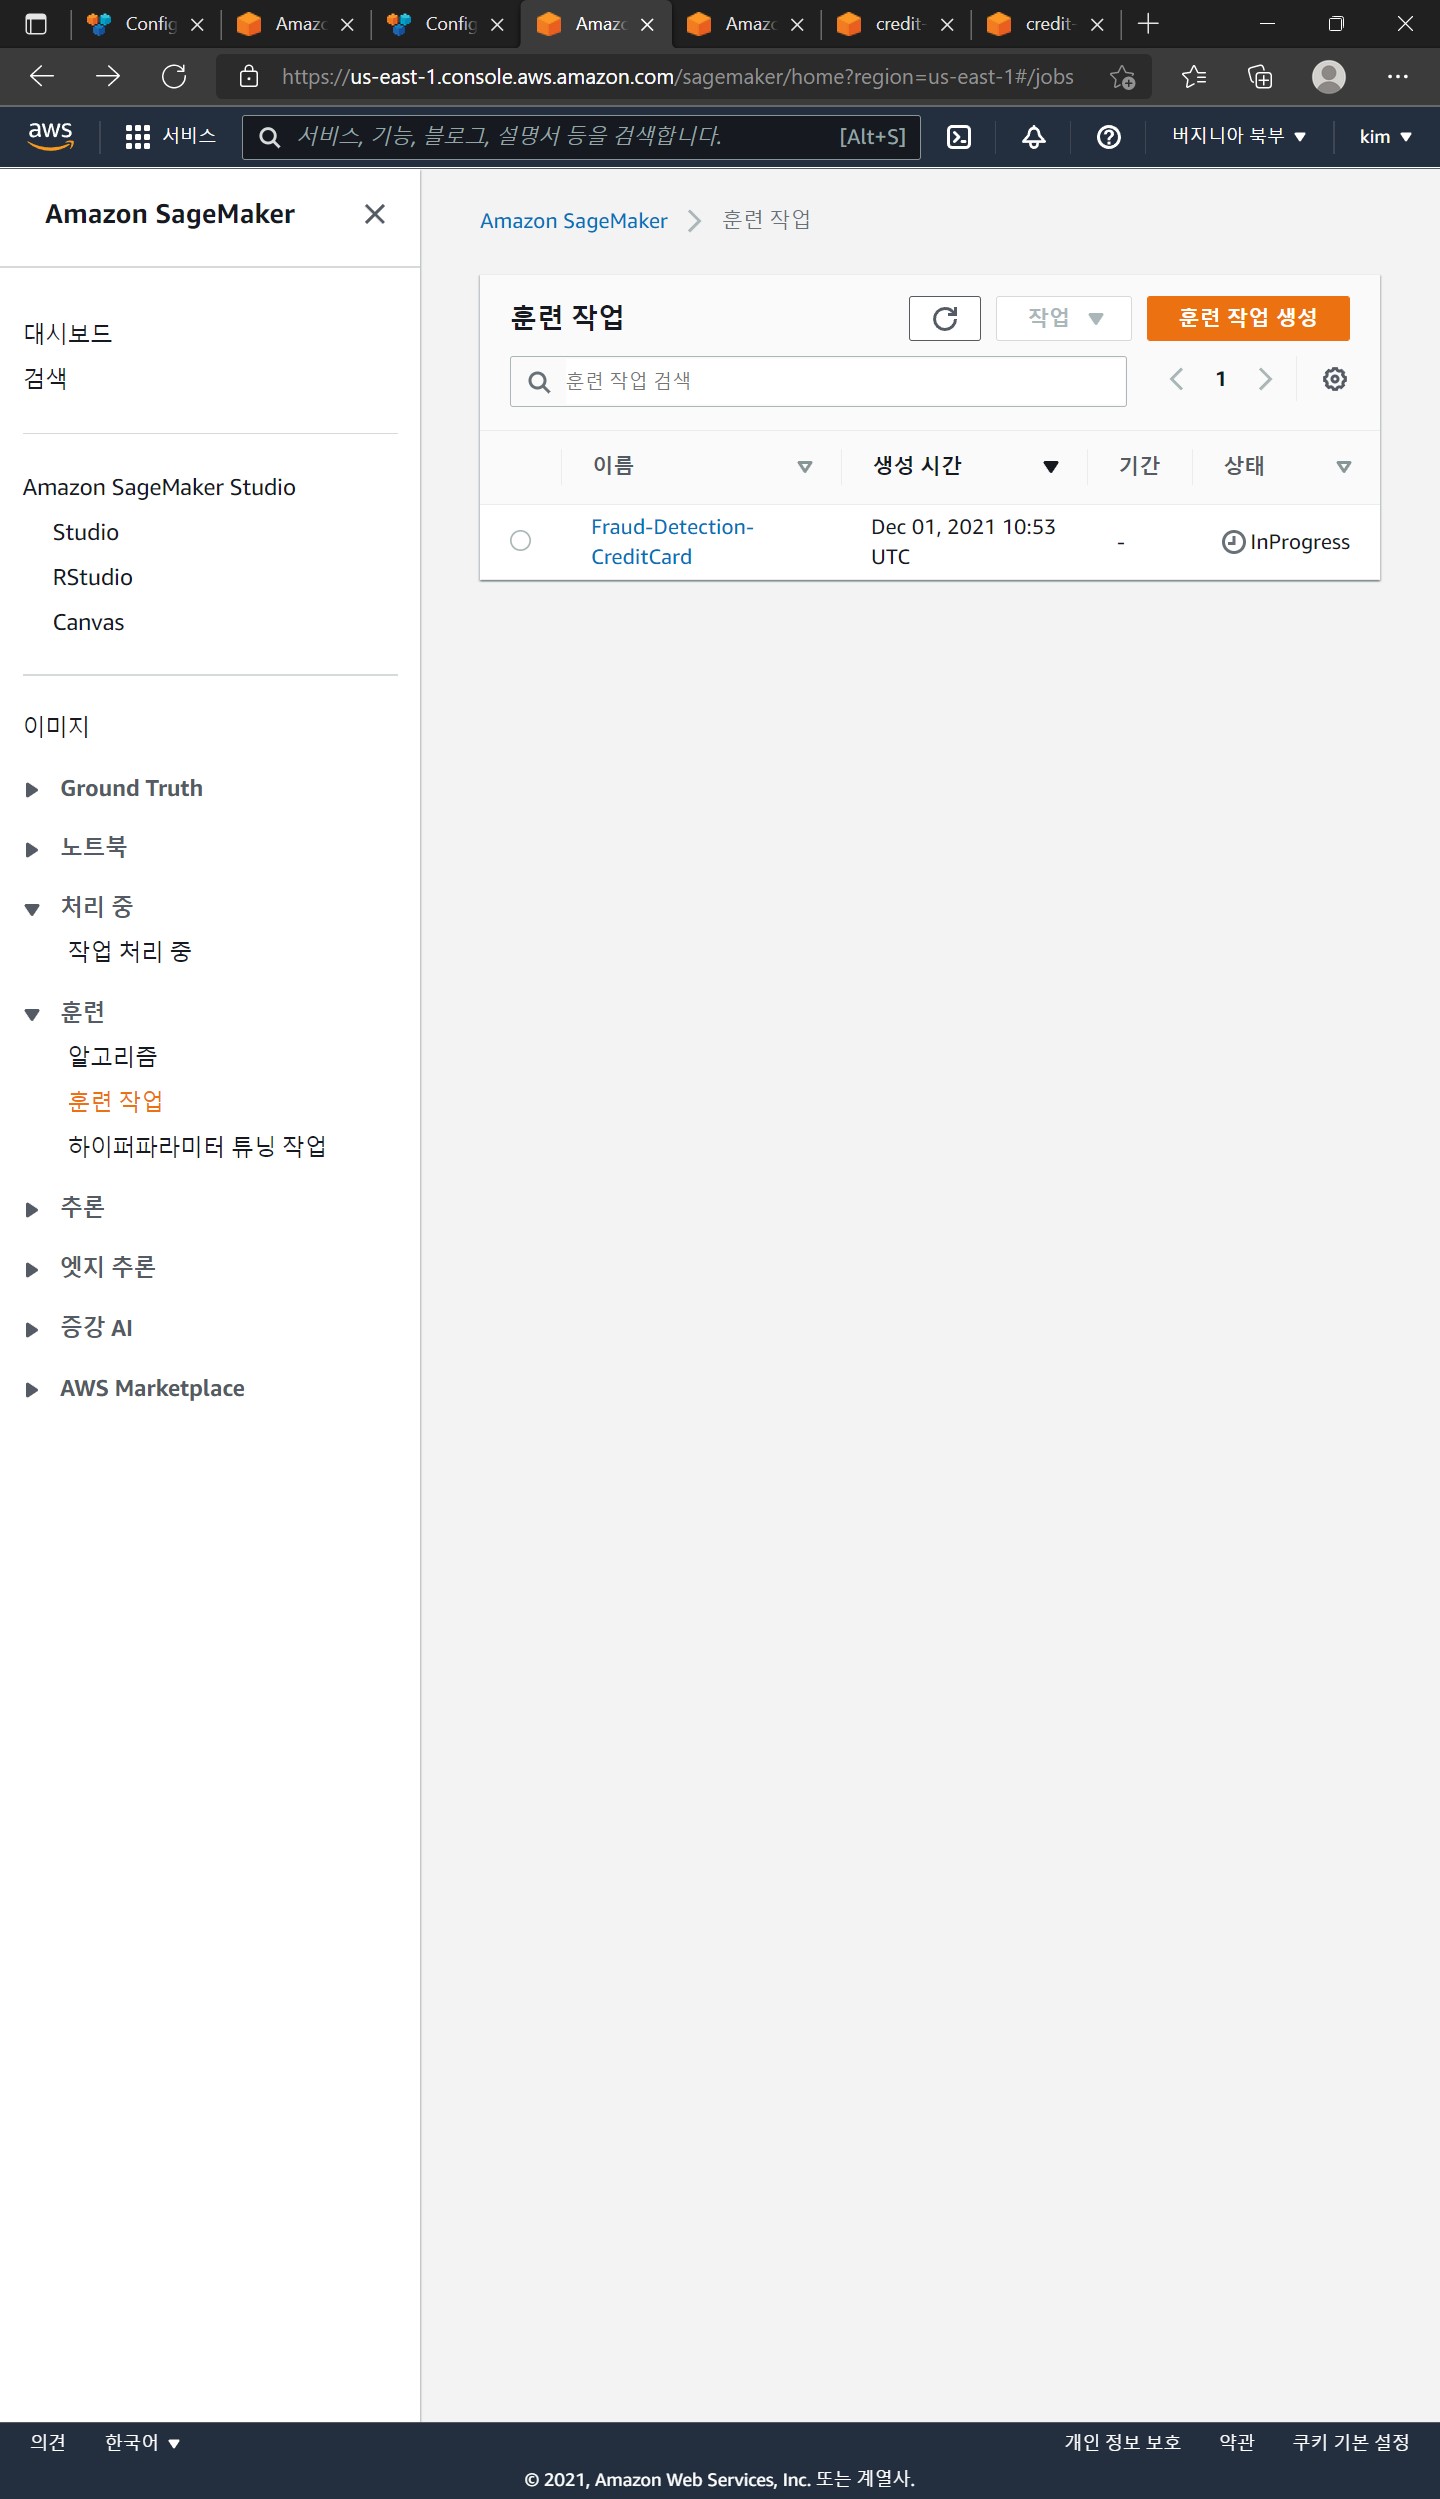 Config
Amaz
Config
Amaz
Amaz
credit-
credit-
https://us-east-1.console.aws.amazon.com/sagemaker/home?region=us-east-1#/jobs
aws
서비스
서비스, 기능, 블로그, 설명서 등을 검색합니다.
[Alt+S]
버지니아 북부
kim
Amazon SageMaker
대시보드
검색
Amazon SageMaker Studio
Studio
RStudio
Canvas
이미지
Ground Truth
노트북
처리 중
작업 처리 중
훈련
알고리즘
훈련 작업
하이퍼파라미터 튜닝 작업
추론
엣지 추론
증강 AI
AWS Marketplace
Amazon SageMaker
훈련 작업
훈련 작업
작업
훈련 작업 생성
훈련 작업 검색
1
이름
생성 시간
기간
상태
Fraud-Detection-
CreditCard
Dec 01, 2021 10:53
UTC
-
InProgress
의견
한국어
개인 정보 보호
약관
쿠키 기본 설정
© 2021, Amazon Web Services, Inc. 또는 계열사.